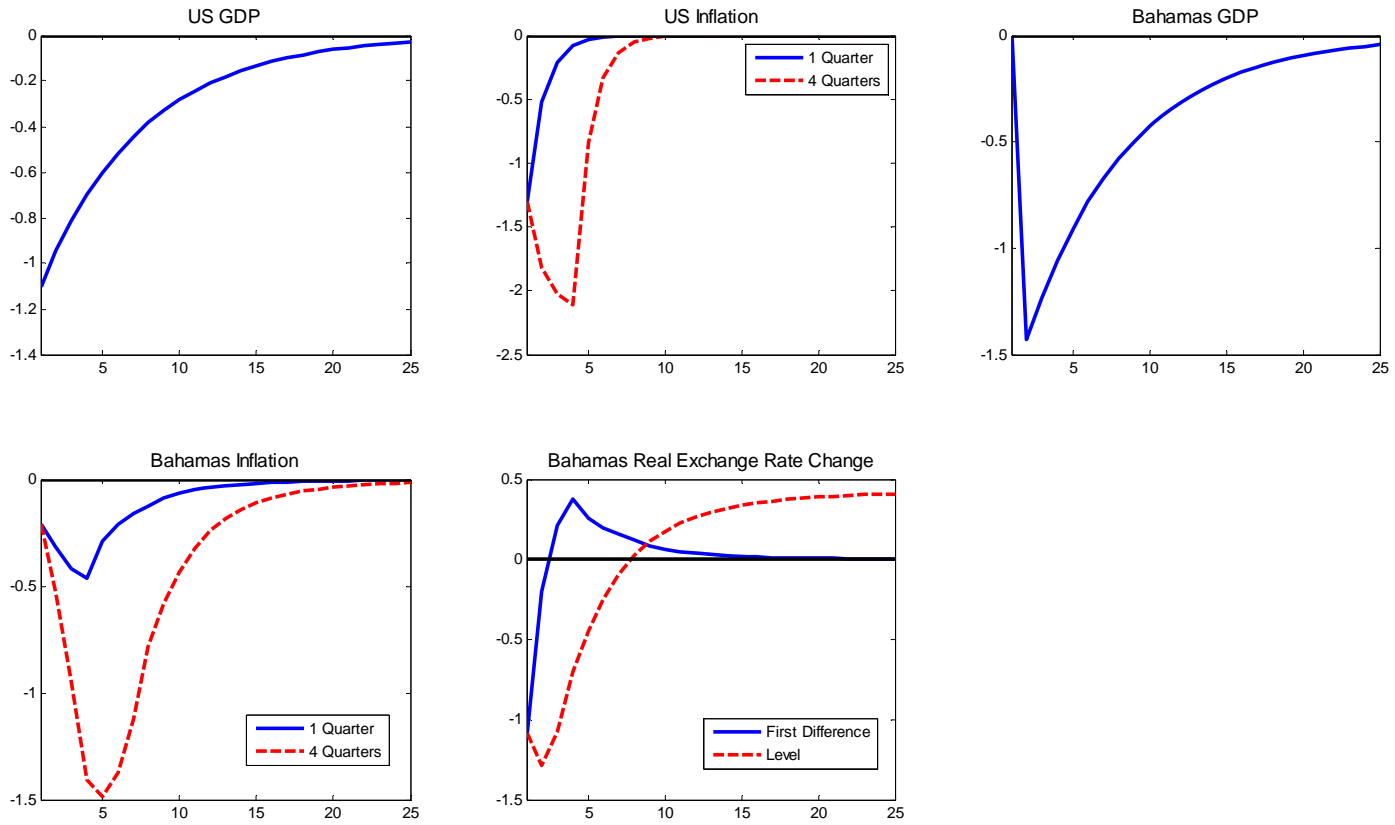 US GDP
0
-0.2
-0.4
-0.6
-0.8
-1
-1.2
-1.4
5 10 15 20 25
US Inflation
0
-0.5
-1
-1.5
-2
-2.5
5 10 15 20 25
1 Quarter
4 Quarters
Bahamas GDP
0
-0.5
-1
-1.5
5 10 15 20 25
Bahamas Inflation
0
-0.5
-1
-1.5
5 10 15 20 25
1 Quarter
4 Quarters
Bahamas Real Exchange Rate Change
0.5
0
-0.5
-1
-1.5
5 10 15 20 25
First Difference
Level